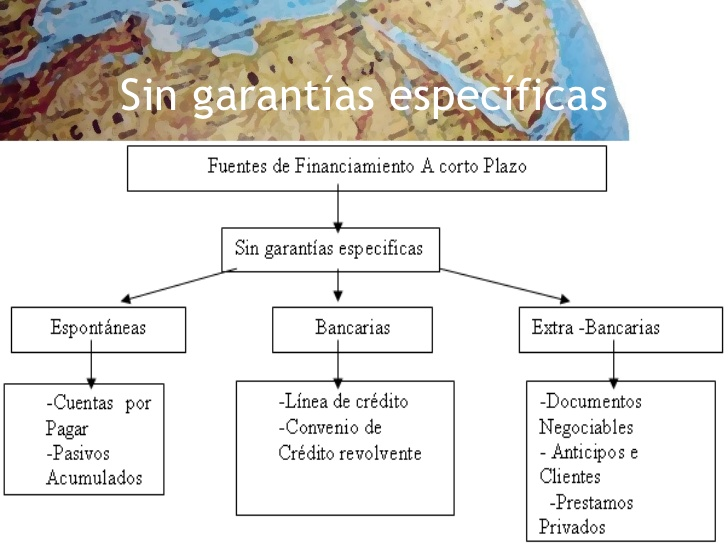 Sin garantías específicas
Fuentes de Financiamiento A corto Plazo
Sin garantías especificas
Espontáneas
Bancarias
Extra -Bancarias
-Cuentas por
Pagar
-Pasivos
Acumulados
-Línea de crédito
-Convenio de
Crédito revolvente
-Documentos
Negociables
- Anticipos e
Clientes
-Prestamos
Privados